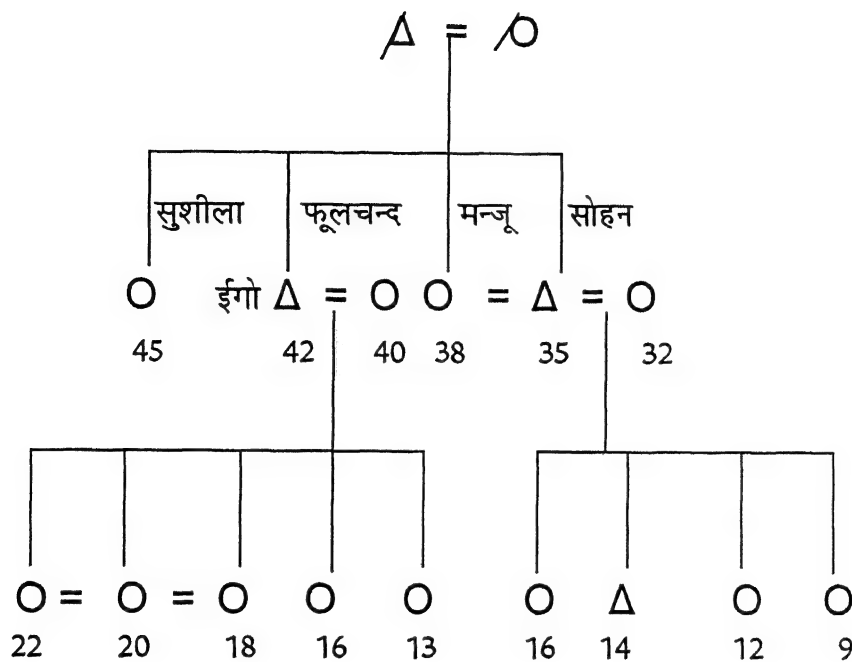 Δ = O
सुशीला फूलचन्द मन्जू सोहन
O ईगो Δ = O O = Δ = O
45 42 40 38 35 32
O = O = O O O O Δ O O
22 20 18 16 13 16 14 12 9